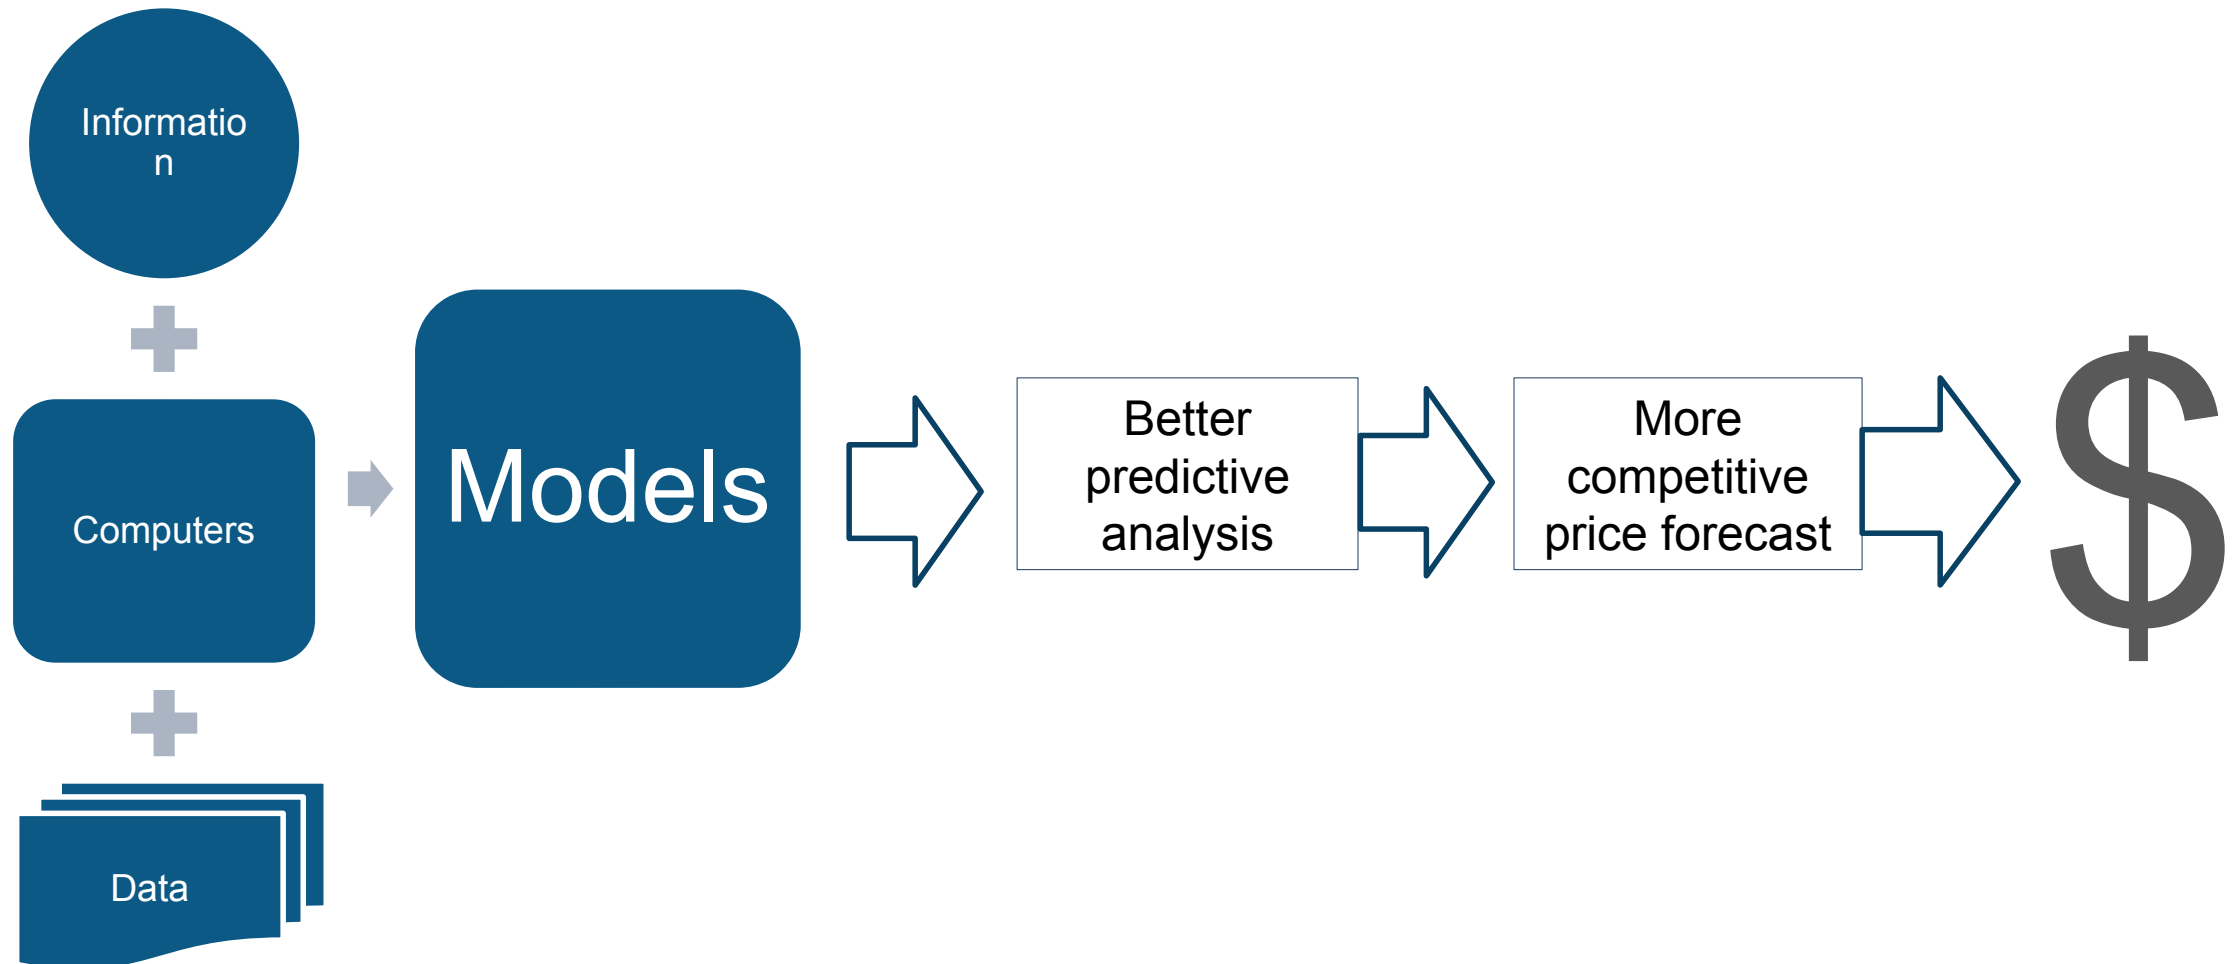 Informatio
n
Computers
Data
Models
Better
predictive
analysis
More
competitive
price forecast
$